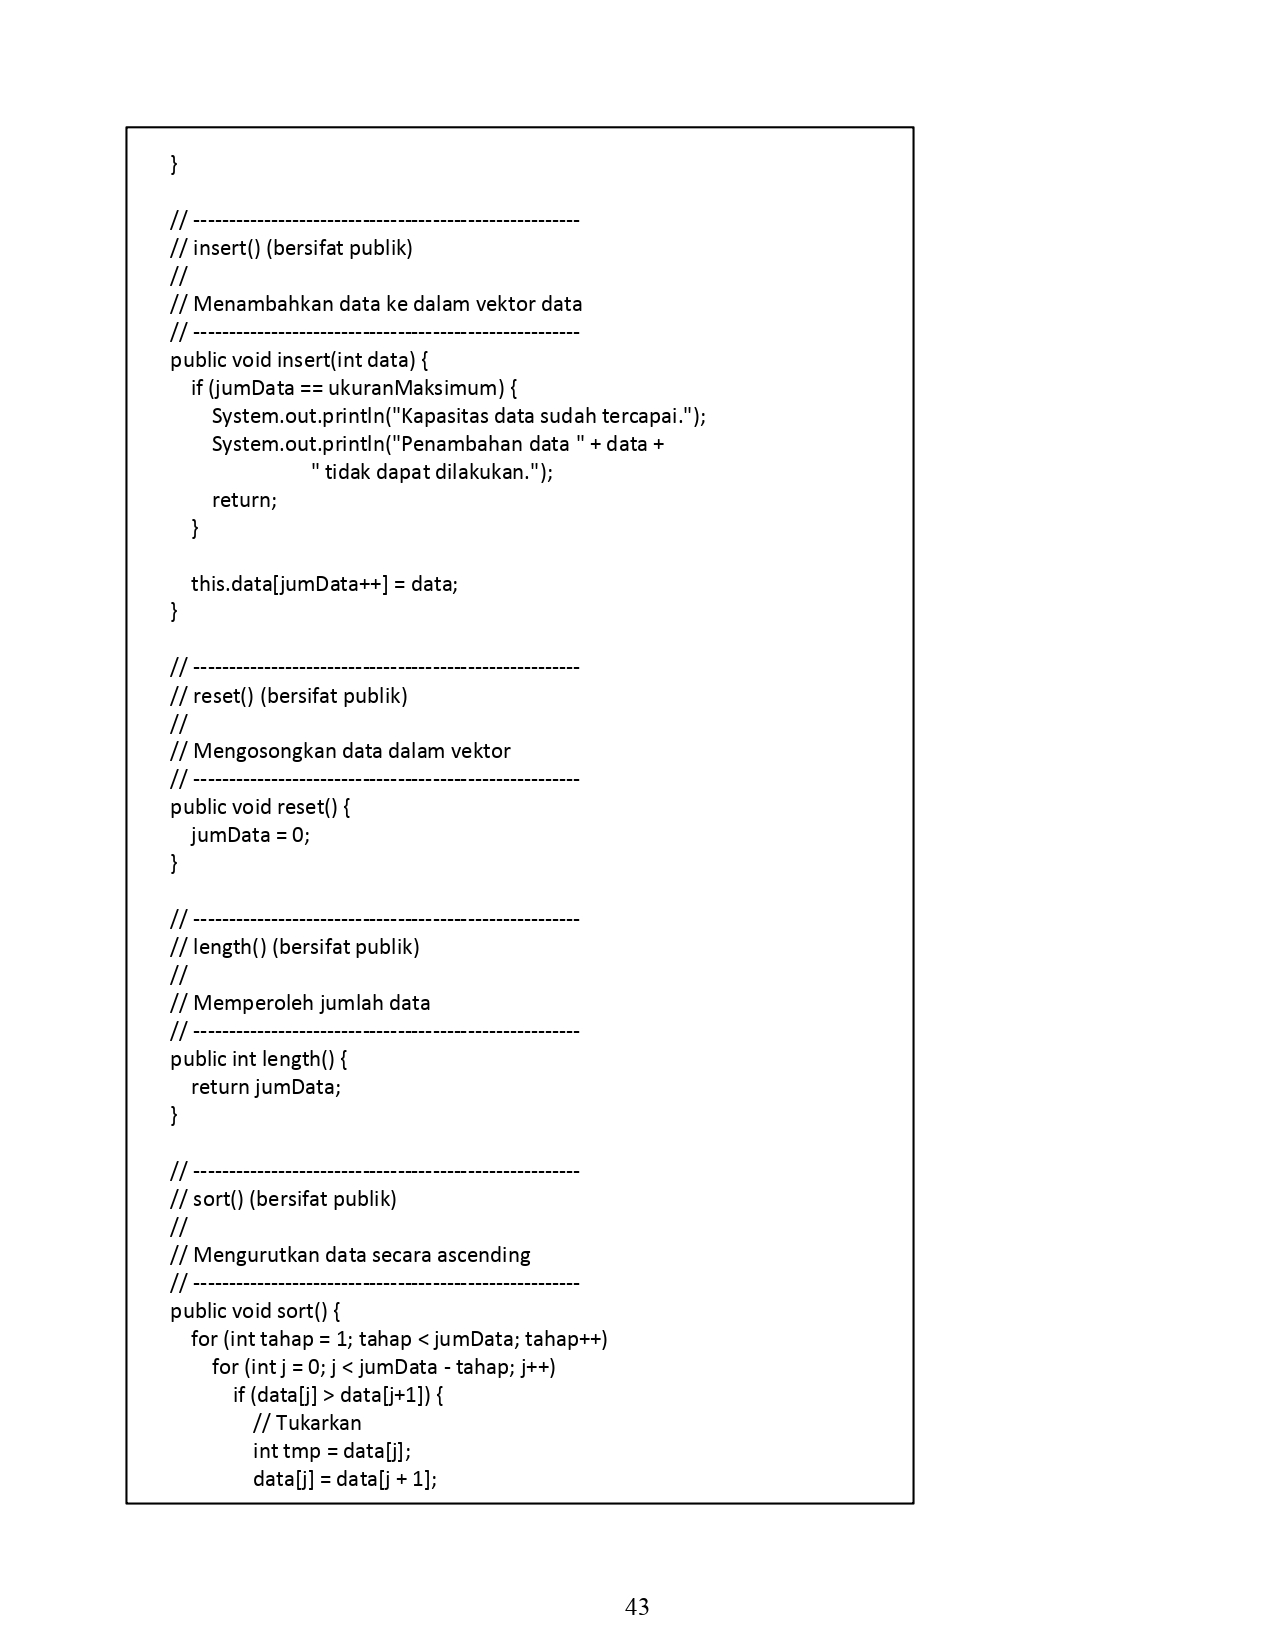 }
// ------------------------------------------------------
// insert() (bersifat publik)
//
// Menambahkan data ke dalam vektor data
// ------------------------------------------------------
public void insert(int data) {
if (jumData == ukuranMaksimum) {
System.out.println("Kapasitas data sudah tercapai.");
System.out.println("Penambahan data " + data +
" tidak dapat dilakukan.");
return;
}
this.data[jumData++] = data;
}
// ------------------------------------------------------
// reset() (bersifat publik)
//
// Mengosongkan data dalam vektor
// ------------------------------------------------------
public void reset() {
jumData = 0;
}
// ------------------------------------------------------
// length() (bersifat publik)
//
// Memperoleh jumlah data
// ------------------------------------------------------
public int length() {
return jumData;
}
// ------------------------------------------------------
// sort() (bersifat publik)
//
// Mengurutkan data secara ascending
// ------------------------------------------------------
public void sort() {
for (int tahap = 1; tahap < jumData; tahap++)
for (int j = 0; j < jumData - tahap; j++)
if (data[j] > data[j+1]) {
// Tukarkan
int tmp = data[j];
data[j] = data[j + 1];
43